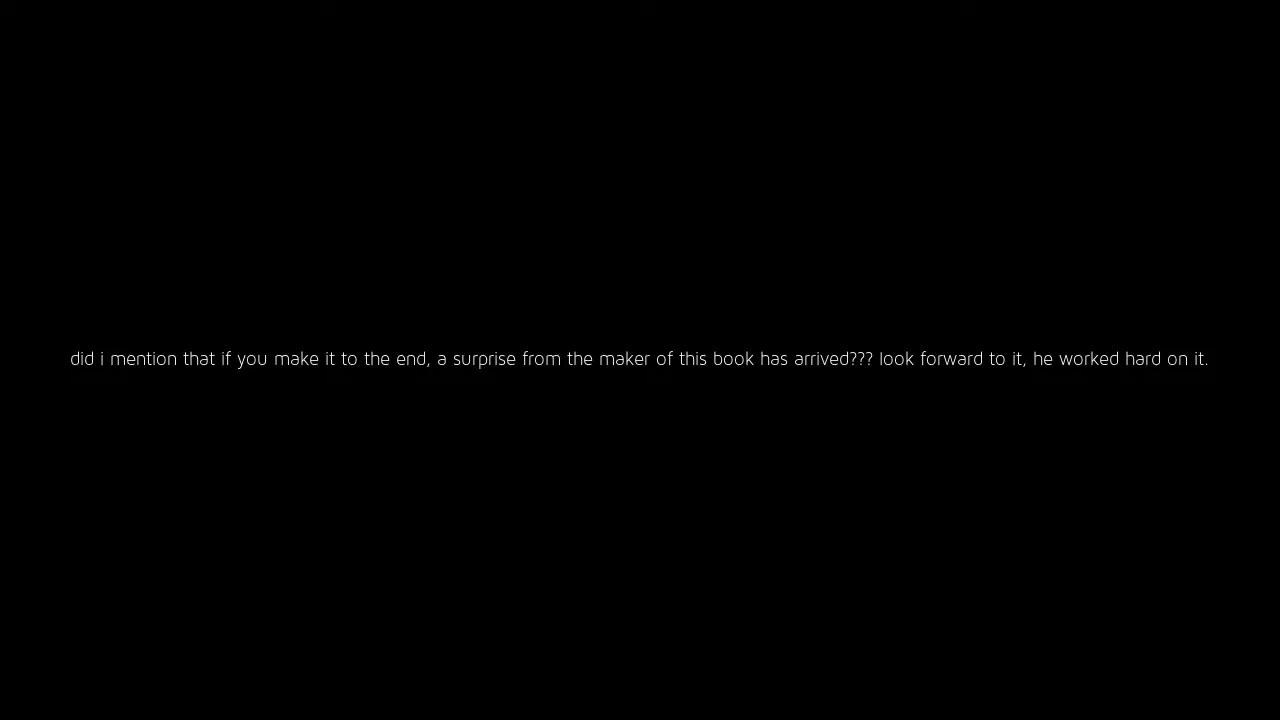 did i mention that if you make it to the end, a surprise from the maker of this book has arrived??? look forward to it, he worked hard on it.